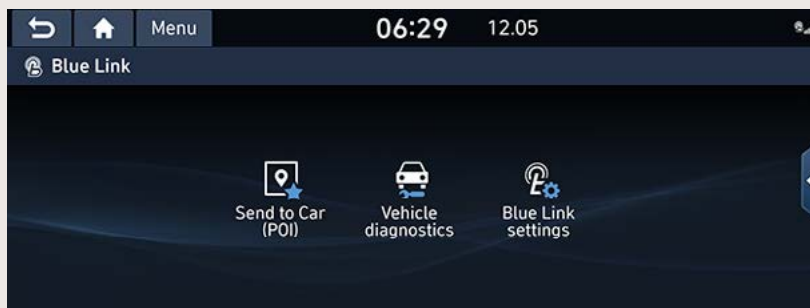 Menu
06:29
12.05
Blue Link
Send to Car
(POI)
Vehicle
diagnostics
Blue Link
settings